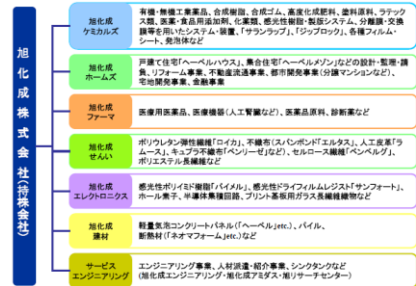 旭化成株式会社(持株会社)
旭化成
ケミカルズ
有機・無機工業薬品、合成樹脂、合成ゴム、高度化成肥料、塗料原料、ラテック
ス類、医薬・食品用添加剤、火薬類、感光性樹脂・製版システム、分離膜・交換
膜等を用いたシステム・装置、「サランラップ」、「ジップロック」、各種フィルム・
シート、発泡体など
旭化成
ホームズ
戸建て住宅「ヘーベルハウス」、集合住宅「ヘーベルメゾン」などの設計・監理・請
負、リフォーム事業、不動産流通事業、都市開発事業(分譲マンションなど)、
宅地開発事業、金融事業
旭化成
ファーマ
医療用医薬品、医療機器(人工腎臓など)、医薬品原料、診断薬など
旭化成
せんい
ポリウレタン弾性繊維「ロイカ」、不織布(スパンボンド「エルタス」、人工皮革「ラ
ムース」、キュプラ不織布「ベンリーゼ」など)、セルロース繊維「ベンベルグ」、
ポリエステル長繊維など
旭化成
エレクトロニクス
感光性ポリイミド樹脂「パイメル」、感光性ドライフィルムレジスト「サンフォート」、
ホール素子、半導体集積回路、プリント基板用ガラス長繊維織物など
旭化成
建材
軽量気泡コンクリートパネル(「ヘーベル」etc.)、パイル、
断熱材(「ネオマフォーム」etc.)など
サービス
エンジニアリング
エンジニアリング事業、人材派遣・紹介事業、シンクタンクなど
(旭化成エンジニアリング・旭化成アミダス・旭リサーチセンター)